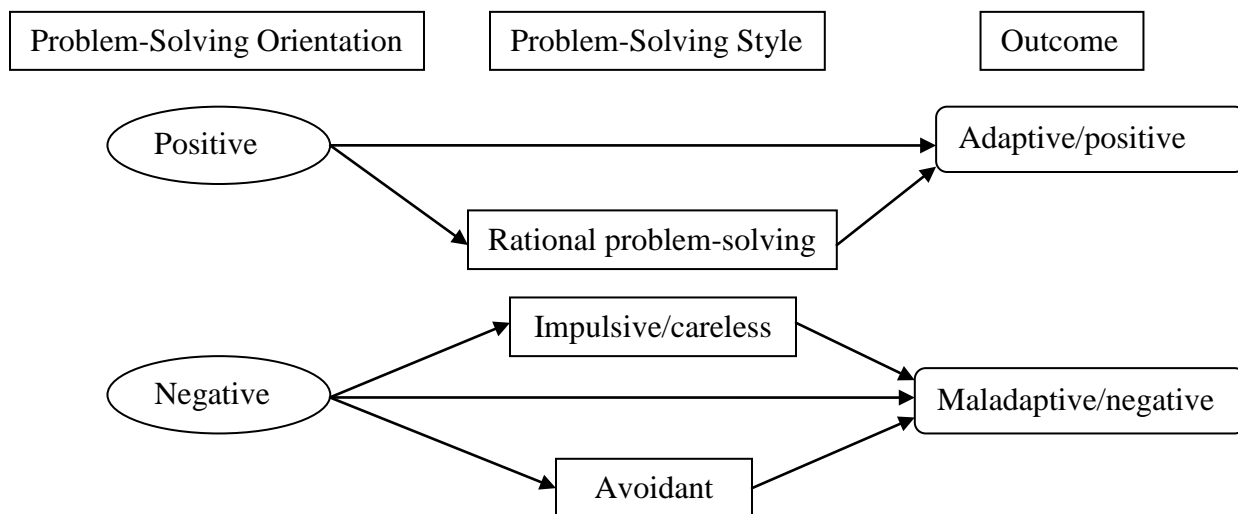 Problem-Solving Orientation
Problem-Solving Style
Outcome
Positive
Adaptive/positive
Rational problem-solving
Impulsive/careless
Negative
Maladaptive/negative
Avoidant